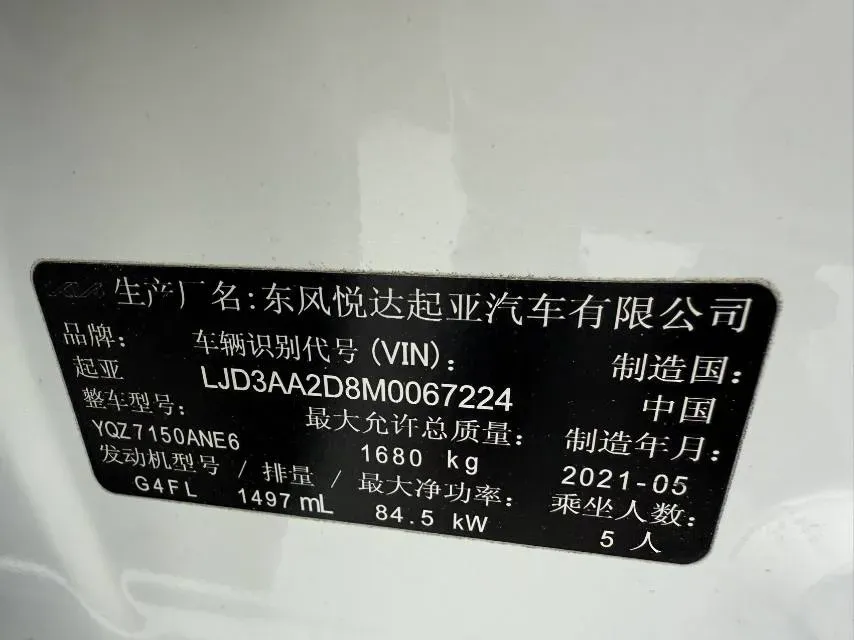 KIA 生产厂名:东风悦达起亚汽车有限公司
品牌: 车辆识别代号(VIN): 制造国:
起亚 LJD3AA2D8M0067224 中国
整车型号: 最大允许总质量: 制造年月:
YQZ7150ANE6 1680 kg 2021-05
发动机型号 / 排量 / 最大净功率: 乘坐人数:
G4FL 1497 mL 84.5 kW 5 人